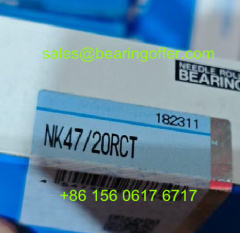 sales@bearingoffer.com
NEEDLE ROLL
BEARING
182311
NK47/20RCT
+86 156 0617 6717